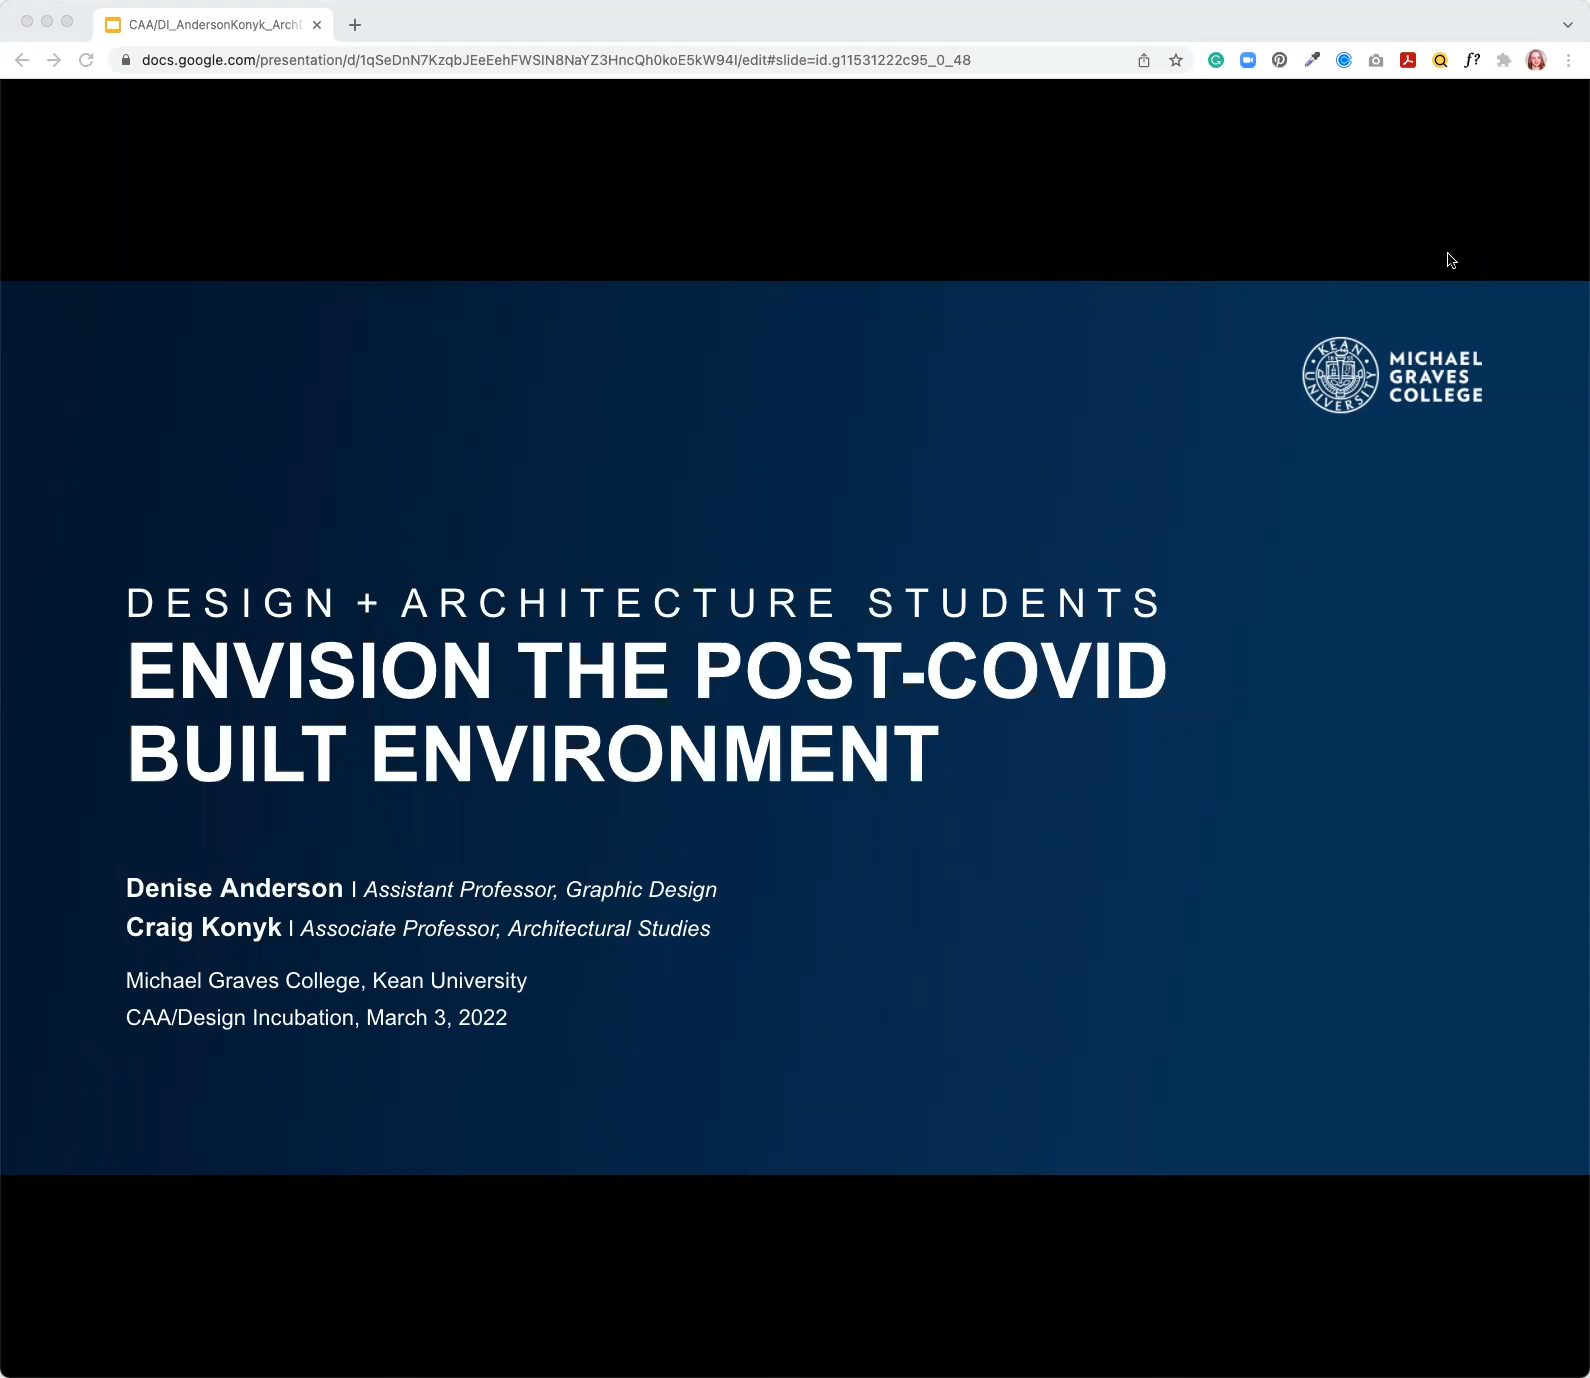 CAA/DI_AndersonKonyk_Arch
docs.google.com/presentation/d/1qSeDnN7KzqbJEeEehFWSIN8NaYZ3HncQh0koE5kW94I/edit#slide=id.g11531222c95_0_48
f?
KEAN UNIVERSITY
MICHAEL
GRAVES
COLLEGE
DESIGN + ARCHITECTURE STUDENTS
ENVISION THE POST-COVID
BUILT ENVIRONMENT
Denise Anderson | Assistant Professor, Graphic Design
Craig Konyk | Associate Professor, Architectural Studies
Michael Graves College, Kean University
CAA/Design Incubation, March 3, 2022